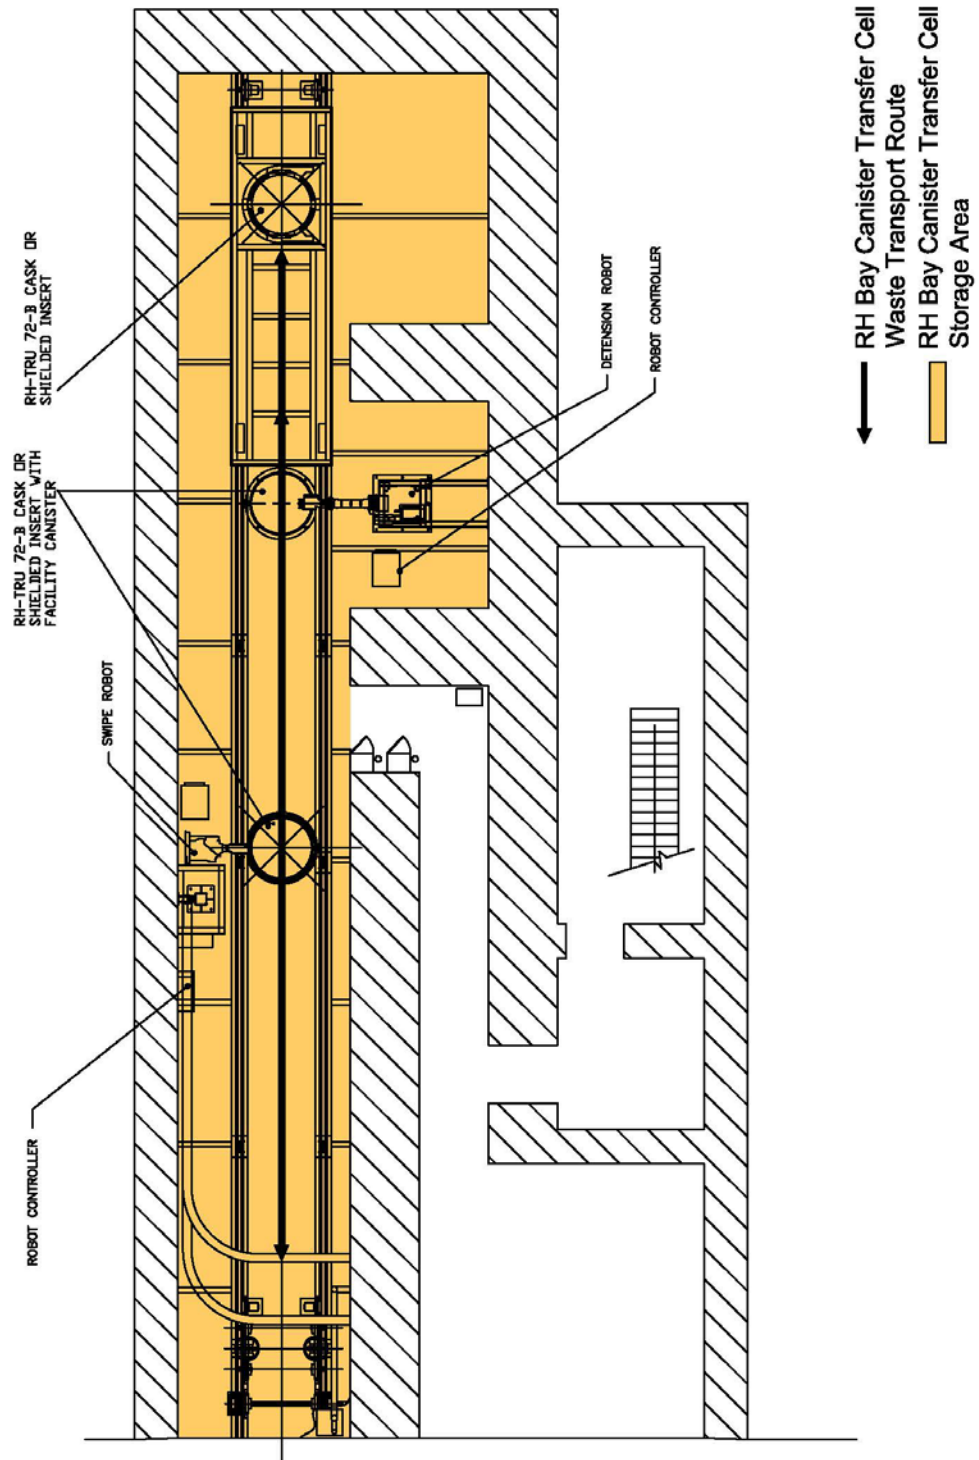 ROBOT CONTROLLER
SWIPE ROBOT
RH-TRU 72-B CASK OR
SHIELDED INSERT WITH
FACILITY CANISTER
RH-TRU 72-B CASK OR
SHIELDED INSERT
DETENSION ROBOT
ROBOT CONTROLLER
RH Bay Canister Transfer Cell
Waste Transport Route
RH Bay Canister Transfer Cell
Storage Area